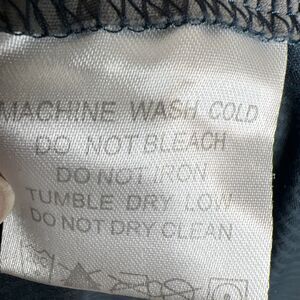 MACHINE WASH COLD
DO NOT BLEACH
DO NOT IRON
TUMBLE DRY LOW
DO NOT DRY CLEAN